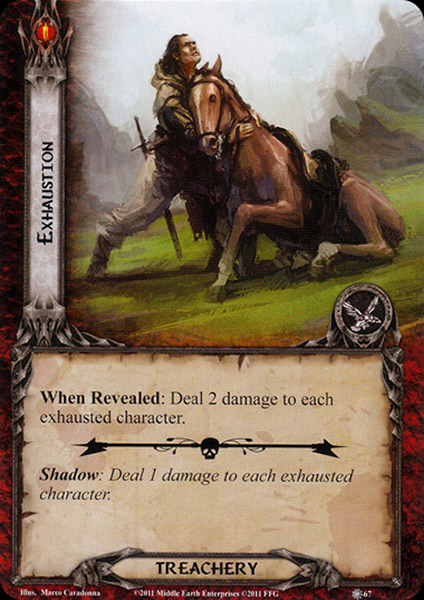 EXHAUSTION
When Revealed: Deal 2 damage to each
exhausted character.
Shadow: Deal 1 damage to each exhausted
character.
TREACHERY
Illus. Marco Caradonna ©2011 Middle Earth Enterprises ©2011 FFG 67